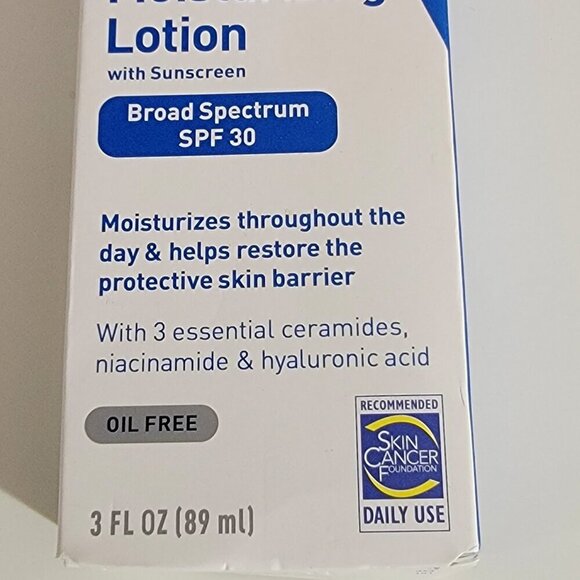 Lotion
with Sunscreen
Broad Spectrum
SPF 30
Moisturizes throughout the
day & helps restore the
protective skin barrier
With 3 essential ceramides,
niacinamide & hyaluronic acid
OIL FREE
RECOMMENDED
SKIN
CANCER
FOUNDATION
DAILY USE
3 FL OZ (89 ml)